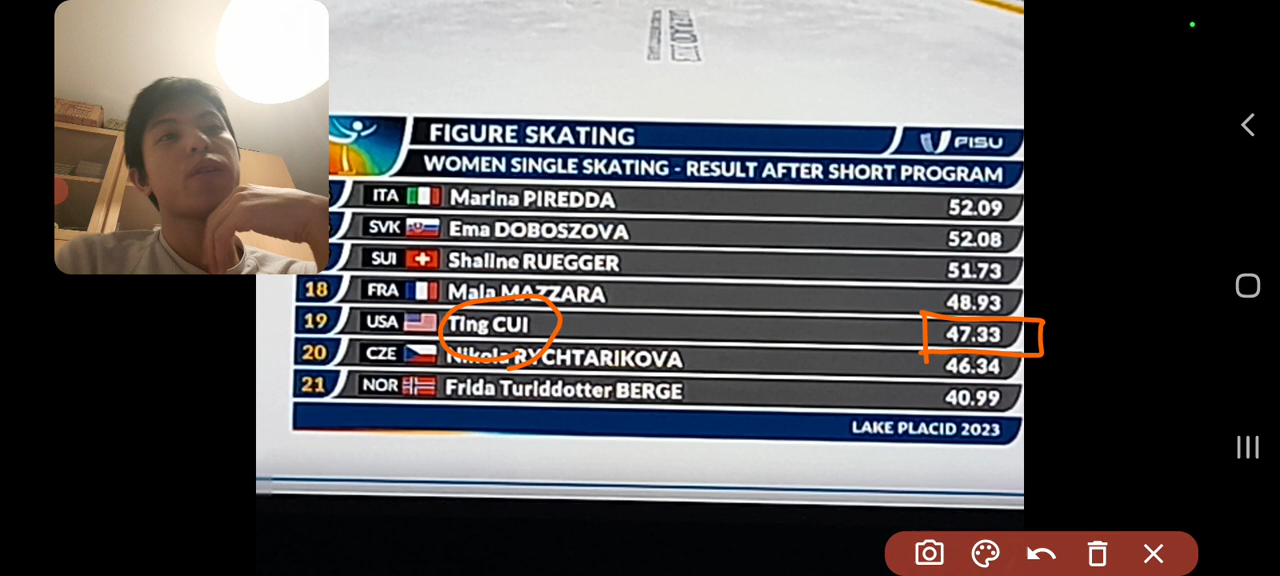 FIGURE SKATING
FISU
WOMEN SINGLE SKATING - RESULT AFTER SHORT PROGRAM
ITA Marina PIREDDA 52.09
SVK Ema DOBOSZOVA 52.08
SUI Shaline RUEGGER 51.73
18 FRA Maia MAZZARA 48.93
19 USA Ting CUI 47.33
20 CZE Nikola RYCHTARIKOVA 46.34
21 NOR Frida Turiddotter BERGE 40.99
LAKE PLACID 2023